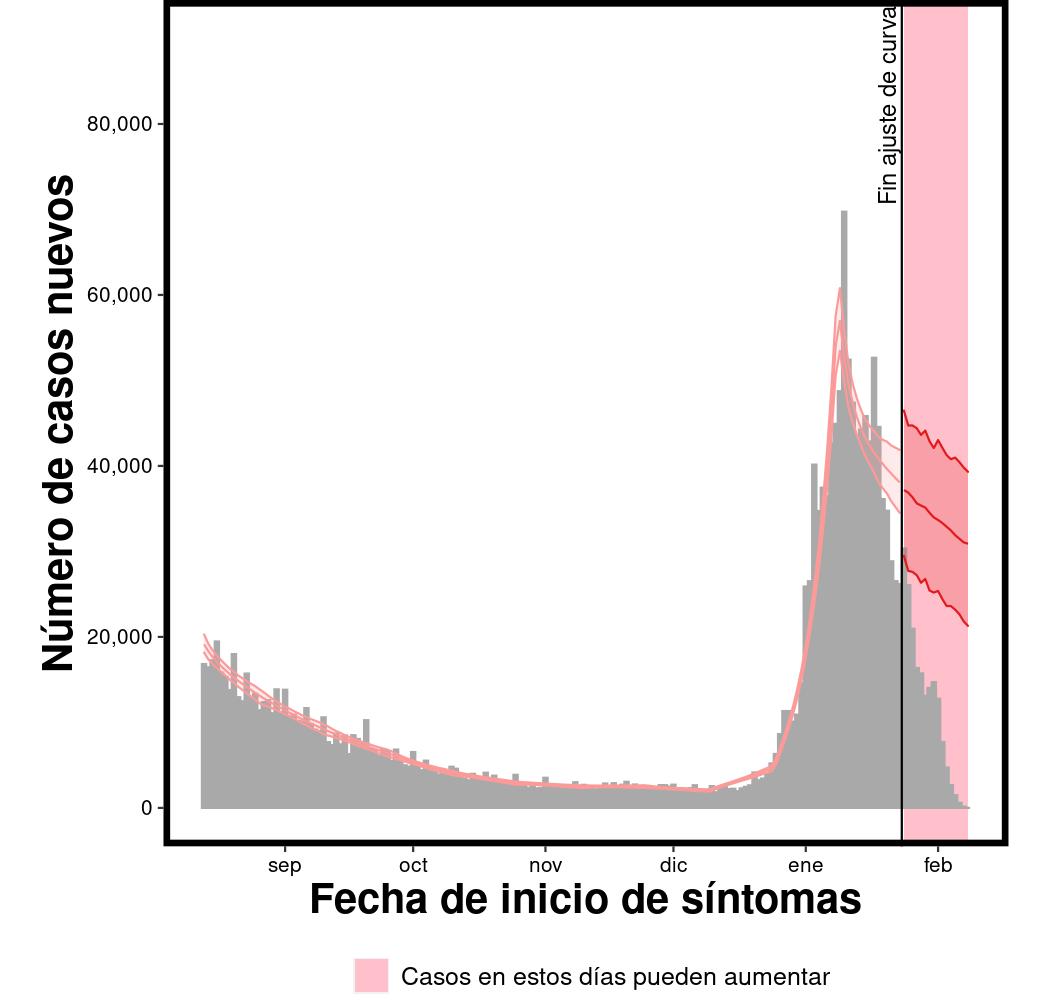 Fin ajuste de curva
Número de casos nuevos
80,000
60,000
40,000
20,000
0
sep oct nov dic ene feb
Fecha de inicio de síntomas
Casos en estos días pueden aumentar